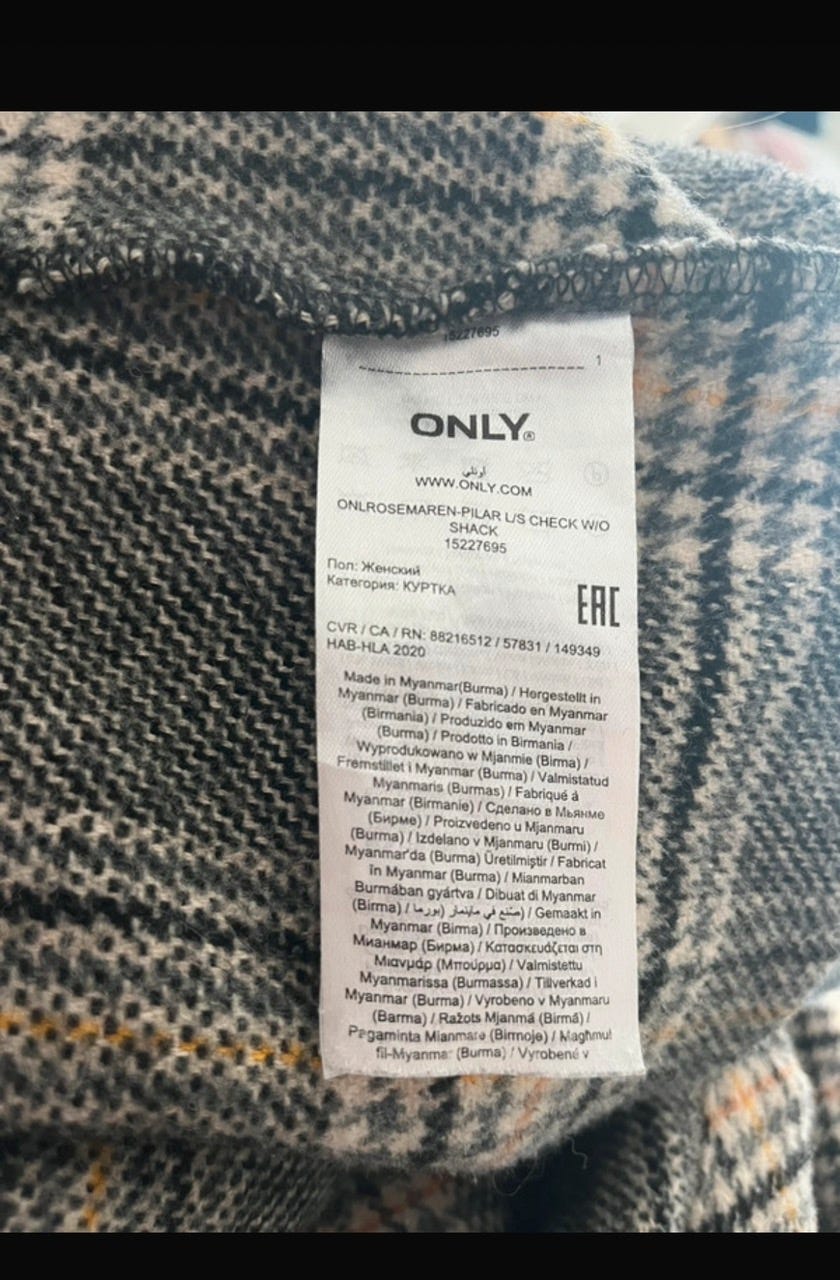 15227695
1
ONLY®
أونلي
WWW.ONLY.COM
ONLROSEMAREN-PILAR L/S CHECK W/O
SHACK
15227695
Пол: Женский
Категория: КУРТКА
EAC
CVR / CA / RN: 88216512 / 57831 / 149349
HAB-HLA 2020
Made in Myanmar(Burma) / Hergestellt in
Myanmar (Burma) / Fabricado en Myanmar
(Birmania) / Produzido em Myanmar
(Burma) / Prodotto in Birmania /
Wyprodukowano w Mjanmie (Birma) /
Fremstillet i Myanmar (Burma) / Valmistatud
Myanmaris (Burmas) / Fabriqué à
Myanmar (Birmanie) / Сделано в Мьянме
(Бирме) / Proizvedeno u Mjanmaru
(Burma) / Izdelano v Mjanmaru (Burmi) /
Myanmar'da (Burma) Üretilmiştir / Fabricat
în Myanmar (Burma) / Mianmarban
Burmában gyártva / Dibuat di Myanmar
(Birma) / صُنع في ماينمار (بورما) / Gemaakt in
Myanmar (Birma) / Произведено в
Мианмар (Бирма) / Κατασκευάζεται στη
Μιανμάρ (Μπούρμα) / Valmistettu
Myanmarissa (Burmassa) / Tillverkad i
Myanmar (Burma) / Vyrobeno v Myanmaru
(Barma) / Ražots Mjanmā (Birmā) /
Pagaminta Mianmare (Birmoje) / Magħmul
fil-Myanmar (Burma) / Vyrobené v